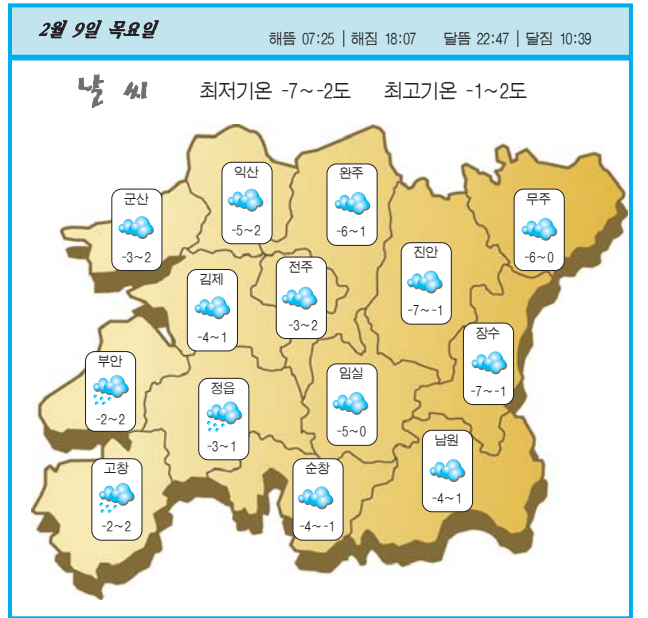 2월 9일 목요일
해뜸 07:25 | 해짐 18:07 달뜸 22:47 | 달짐 10:39
날 씨 최저기온 -7~-2도 최고기온 -1~2도
익산
-5~2
완주
-6~1
군산
-3~2
무주
-6~0
진안
-7~-1
전주
-3~2
김제
-4~1
장수
-7~-1
부안
-2~2
임실
-5~0
정읍
-3~1
남원
-4~1
고창
-2~2
순창
-4~-1